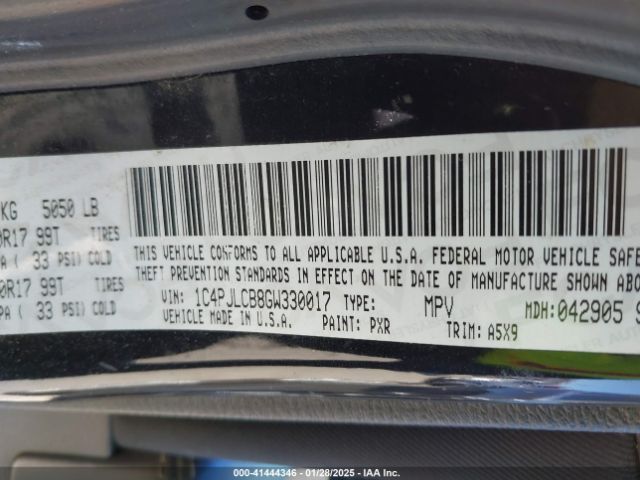 KG 5050 LB
R17 99T TIRES
PA ( 33 PSI) COLD
0R17 99T TIRES
PA ( 33 PSI) COLD
THIS VEHICLE CONFORMS TO ALL APPLICABLE U.S.A. FEDERAL MOTOR VEHICLE SAFE
THEFT PREVENTION STANDARDS IN EFFECT ON THE DATE OF MANUFACTURE SHOWN ABO
VIN: 1C4PJLCB8GW330017 TYPE: MPV MDH:042905 9
VEHICLE MADE IN U.S.A. PAINT: PXR TRIM: A5X9
000-41444346 | 01/28/2025 - IAA Inc.